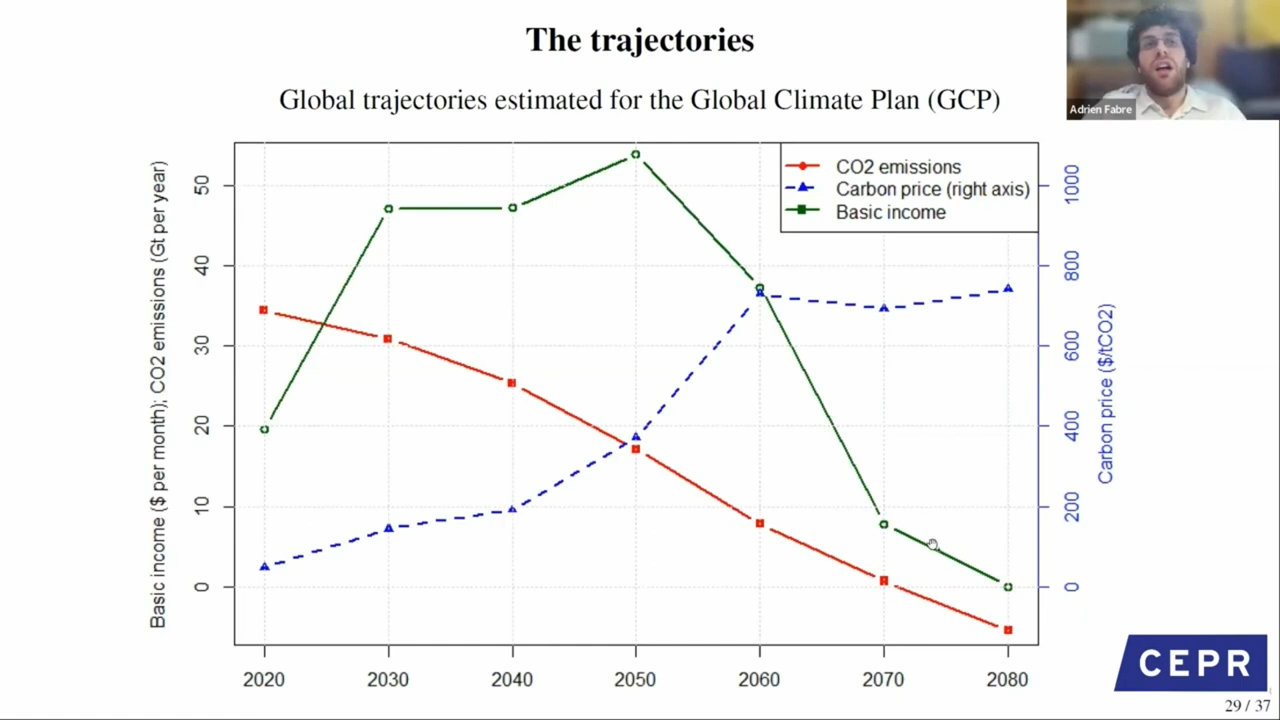 The trajectories
Adrien Fabre
Global trajectories estimated for the Global Climate Plan (GCP)
Basic income ($ per month); CO2 emissions (Gt per year)
50
40
30
20
10
0
CO2 emissions
Carbon price (right axis)
Basic income
1000
800
600
400
200
0
Carbon price ($/tCO2)
2020 2030 2040 2050 2060 2070 2080
CEPR
29 / 37